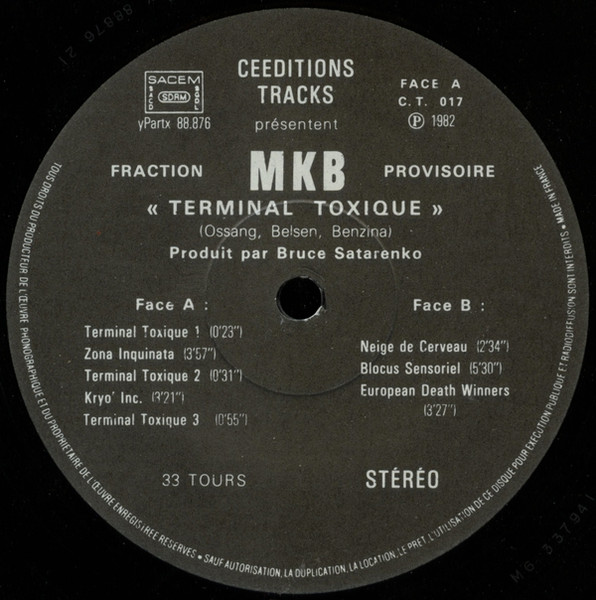 CEEDITIONS
TRACKS
présentent
SACEM
SACD
SDRM
SGDL
yPartx 88.876
FACE A
C.T. 017
Ⓟ 1982
FRACTION MKB PROVISOIRE
« TERMINAL TOXIQUE »
(Ossang, Belsen, Benzina)
Produit par Bruce Satarenko
Face A :
Terminal Toxique 1 (0'23")
Zona Inquinata (3'57")
Terminal Toxique 2 (0'31")
Kryo' Inc. (3'21")
Terminal Toxique 3 (0'55")
Face B :
Neige de Cerveau (2'34")
Blocus Sensoriel (5'30")
European Death Winners
(3'27")
33 TOURS
STÉRÉO
TOUS DROITS DU PRODUCTEUR DE L'ŒUVRE PHONOGRAPHIQUE ET DU PROPRIETAIRE DE L'ŒUVRE ENREGISTREE RESERVES • SAUF AUTORISATION, LA DUPLICATION, LA LOCATION, LE PRET, L'UTILISATION DE CE DISQUE POUR EXECUTION PUBLIQUE ET RADIODIFFUSION SONT INTERDITS • MADE IN FRANCE
MG 3379A1